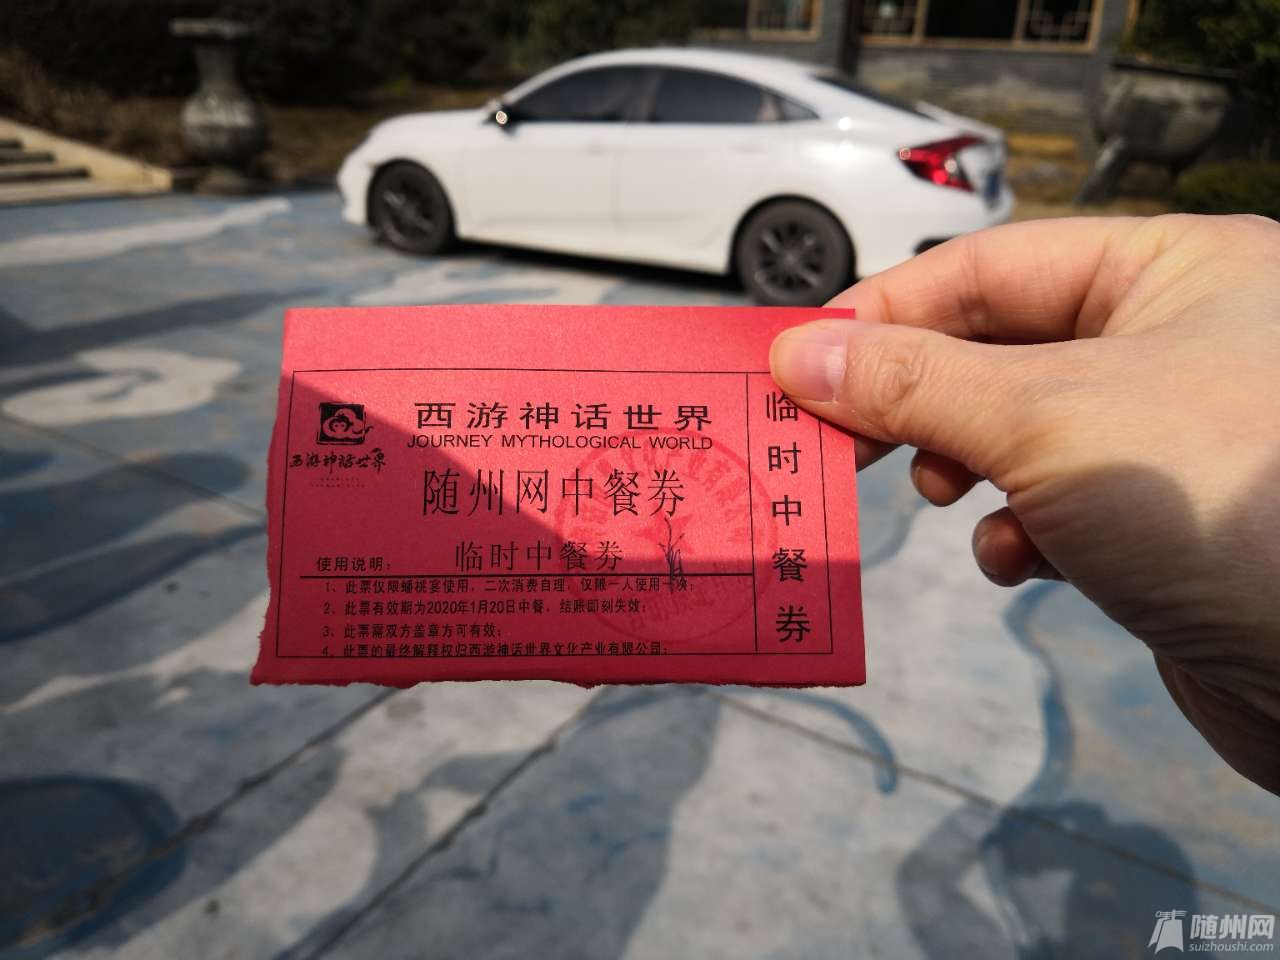 西游神话世界
JOURNEY MYTHOLOGICAL WORLD
西游神话世界
随州网中餐券
临时中餐券
使用说明：
1、此票仅限蟠桃宴使用，二次消费自理，仅限一人使用一次；
2、此票有效期为2020年1月20日中餐，结账即刻失效；
3、此票需双方盖章方可有效；
4、此票的最终解释权归西游神话世界文化产业有限公司；
临时中餐券
随州网
suizhoushi.com